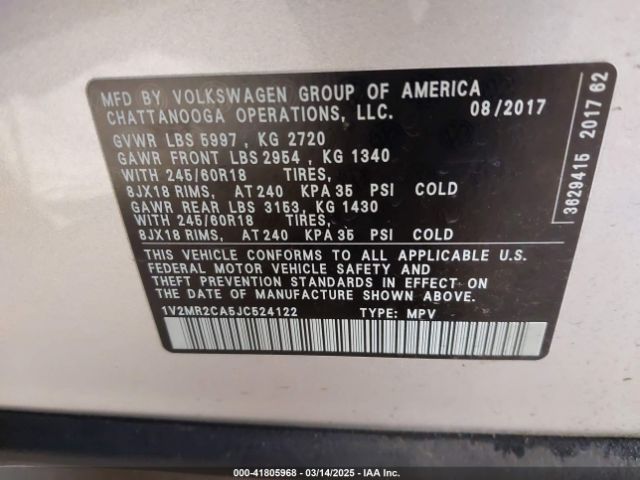 MFD BY VOLKSWAGEN GROUP OF AMERICA
CHATTANOOGA OPERATIONS, LLC. 08/2017
GVWR LBS 5997 , KG 2720
GAWR FRONT LBS 2954 , KG 1340
WITH 245/60R18 TIRES,
8JX18 RIMS, AT 240 KPA 35 PSI COLD
GAWR REAR LBS 3153, KG 1430
WITH 245/60R18 TIRES,
8JX18 RIMS, AT 240 KPA 35 PSI COLD
THIS VEHICLE CONFORMS TO ALL APPLICABLE U.S.
FEDERAL MOTOR VEHICLE SAFETY AND
THEFT PREVENTION STANDARDS IN EFFECT ON
THE DATE OF MANUFACTURE SHOWN ABOVE.
1V2MR2CA5JC524122 TYPE: MPV
3629415 2017 62
000-41805968 - 03/14/2025 - IAA Inc.